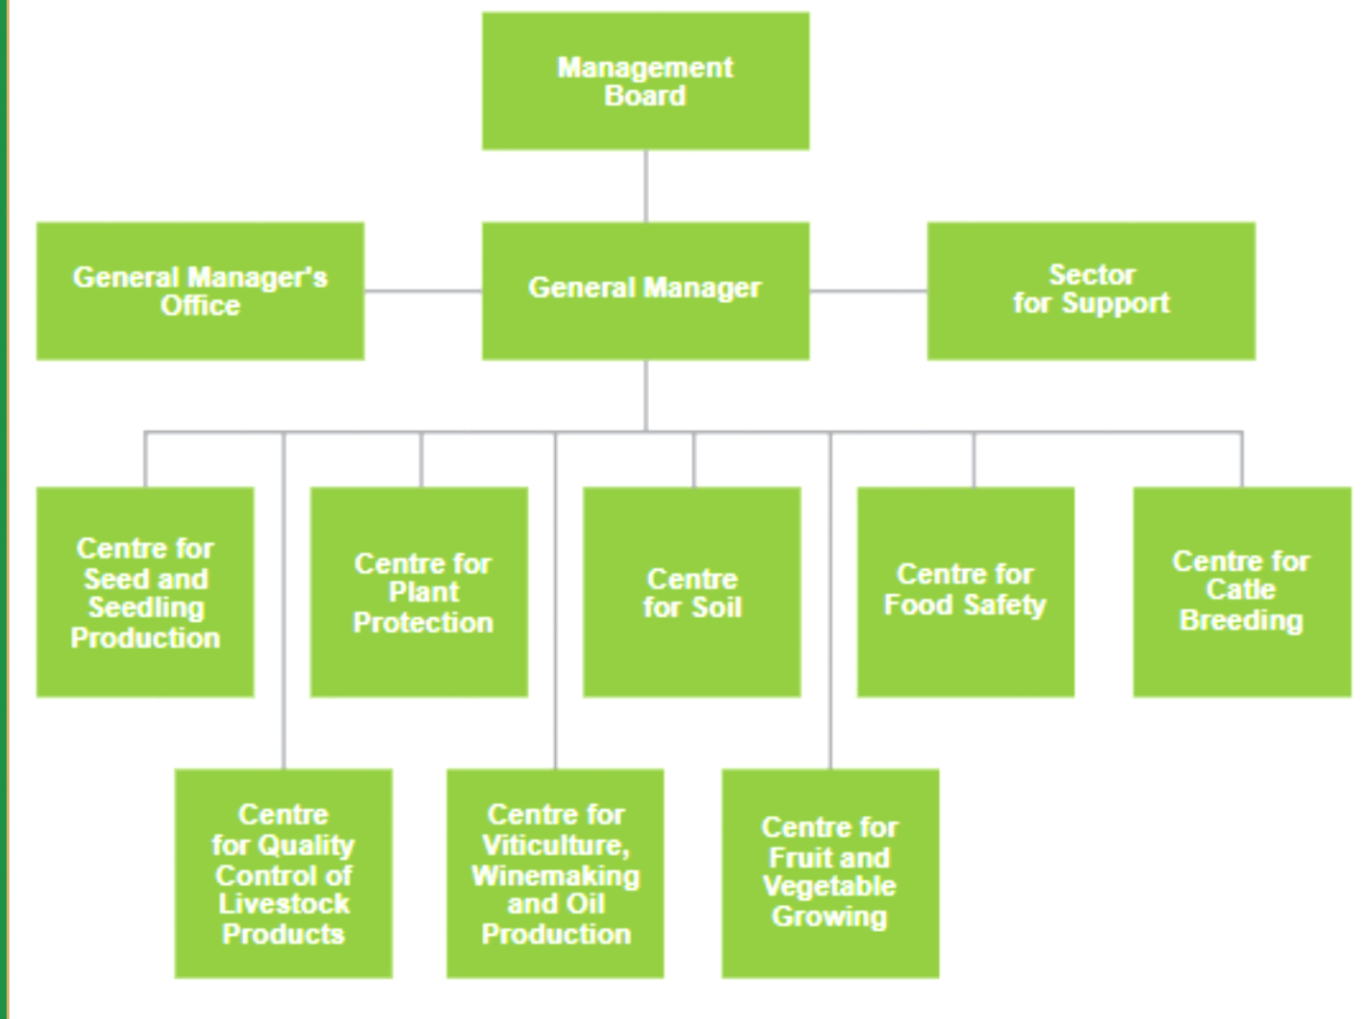 Management
Board
General Manager's
Office
General Manager
Sector
for Support
Centre for
Seed and
Seedling
Production
Centre for
Plant
Protection
Centre
for Soil
Centre for
Food Safety
Centre for
Catle
Breeding
Centre
for Quality
Control of
Livestock
Products
Centre for
Viticulture,
Winemaking
and Oil
Production
Centre for
Fruit and
Vegetable
Growing